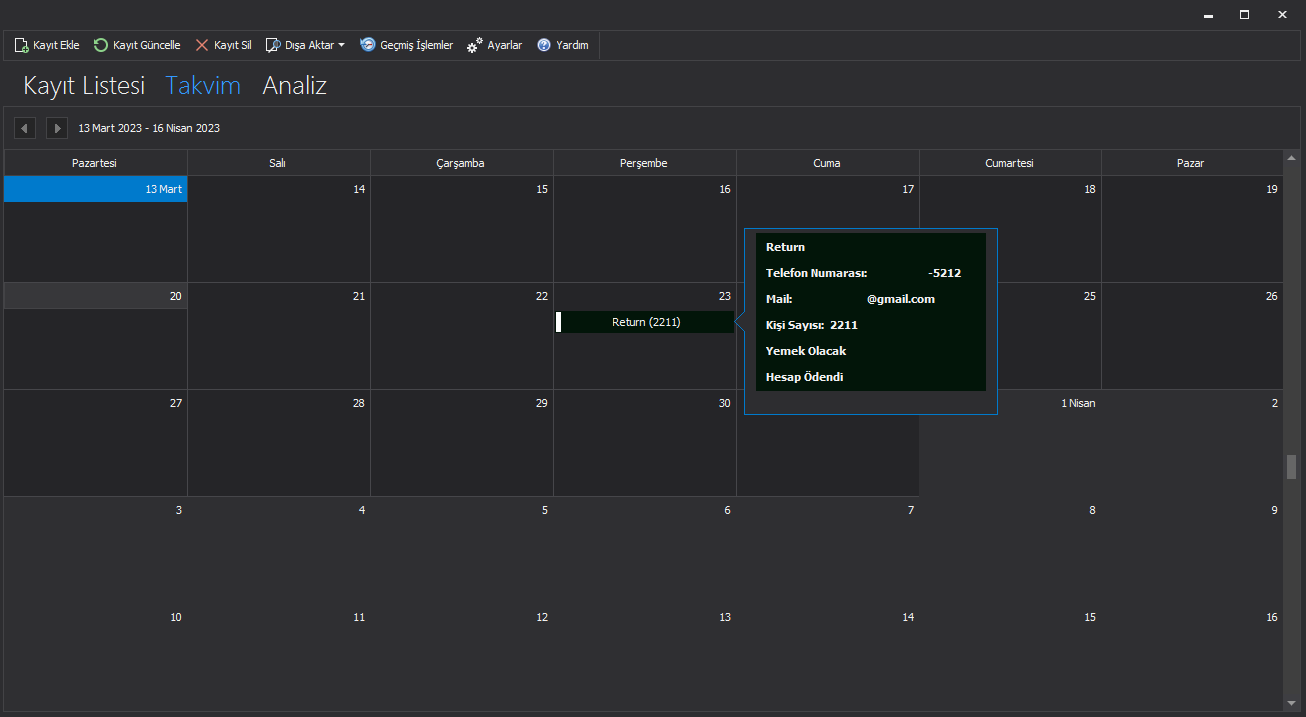 Kayıt Ekle Kayıt Güncelle Kayıt Sil Dışa Aktar Geçmiş İşlemler Ayarlar Yardım
Kayıt Listesi Takvim Analiz
13 Mart 2023 - 16 Nisan 2023
Pazartesi Salı Çarşamba Perşembe Cuma Cumartesi Pazar
13 Mart 14 15 16 17 18 19
Return
Telefon Numarası: -5212
Mail: @gmail.com
Kişi Sayısı: 2211
Yemek Olacak
Hesap Ödendi
20 21 22 23 25 26
Return (2211)
27 28 29 30 1 Nisan 2
3 4 5 6 7 8 9
10 11 12 13 14 15 16